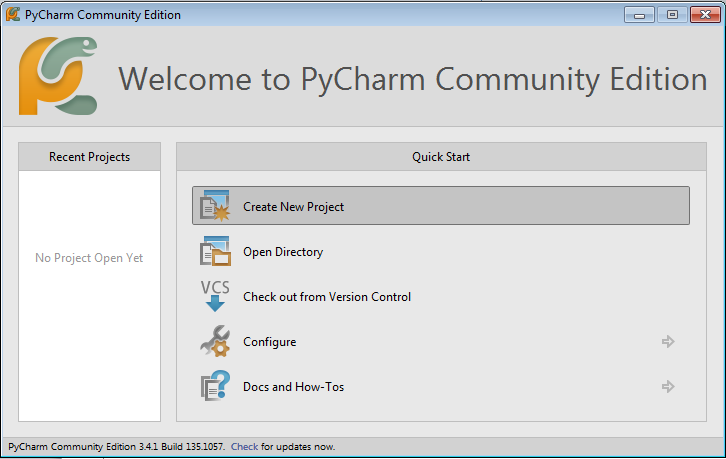 PyCharm Community Edition
Welcome to PyCharm Community Edition
Recent Projects
Quick Start
No Project Open Yet
Create New Project
Open Directory
VCS
Check out from Version Control
Configure
Docs and How-Tos
PyCharm Community Edition 3.4.1 Build 135.1057. Check for updates now.